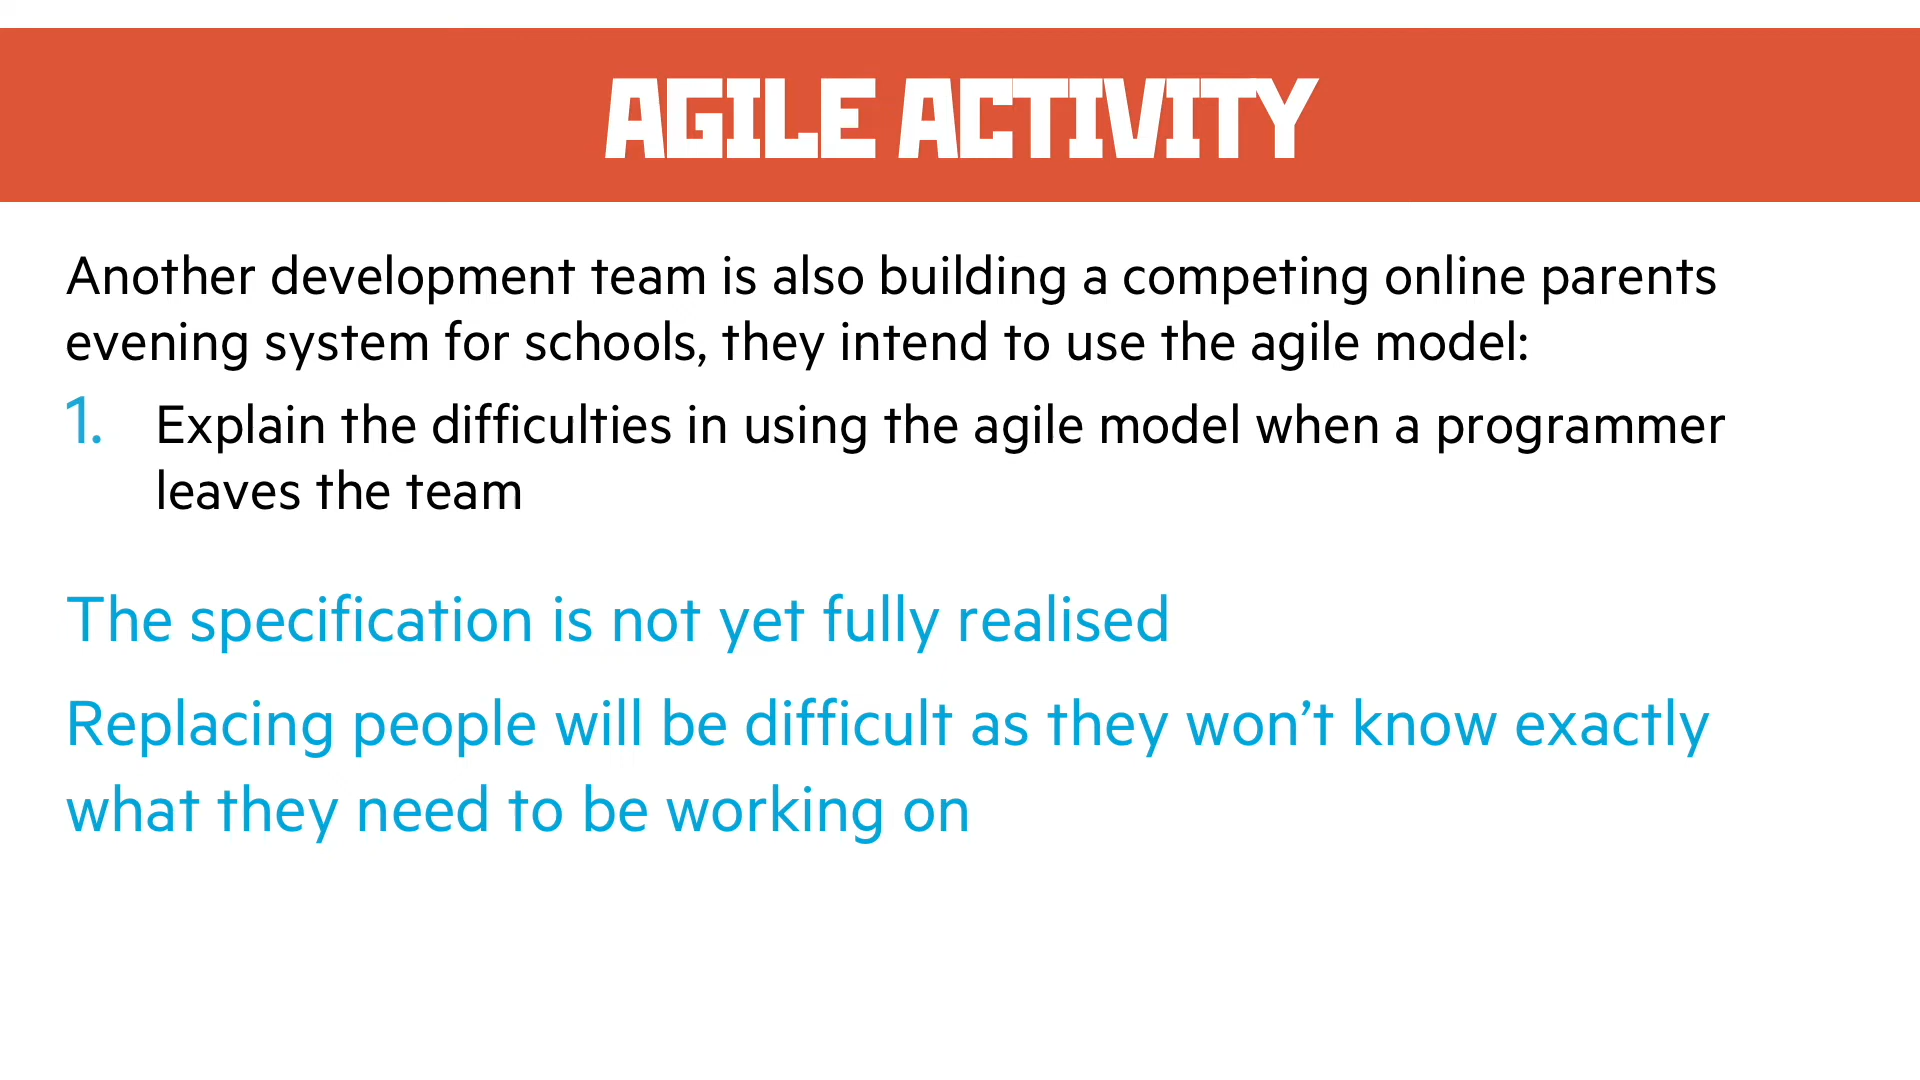 AGILE ACTIVITY
Another development team is also building a competing online parents
evening system for schools, they intend to use the agile model:
1. Explain the difficulties in using the agile model when a programmer
leaves the team
The specification is not yet fully realised
Replacing people will be difficult as they won’t know exactly
what they need to be working on